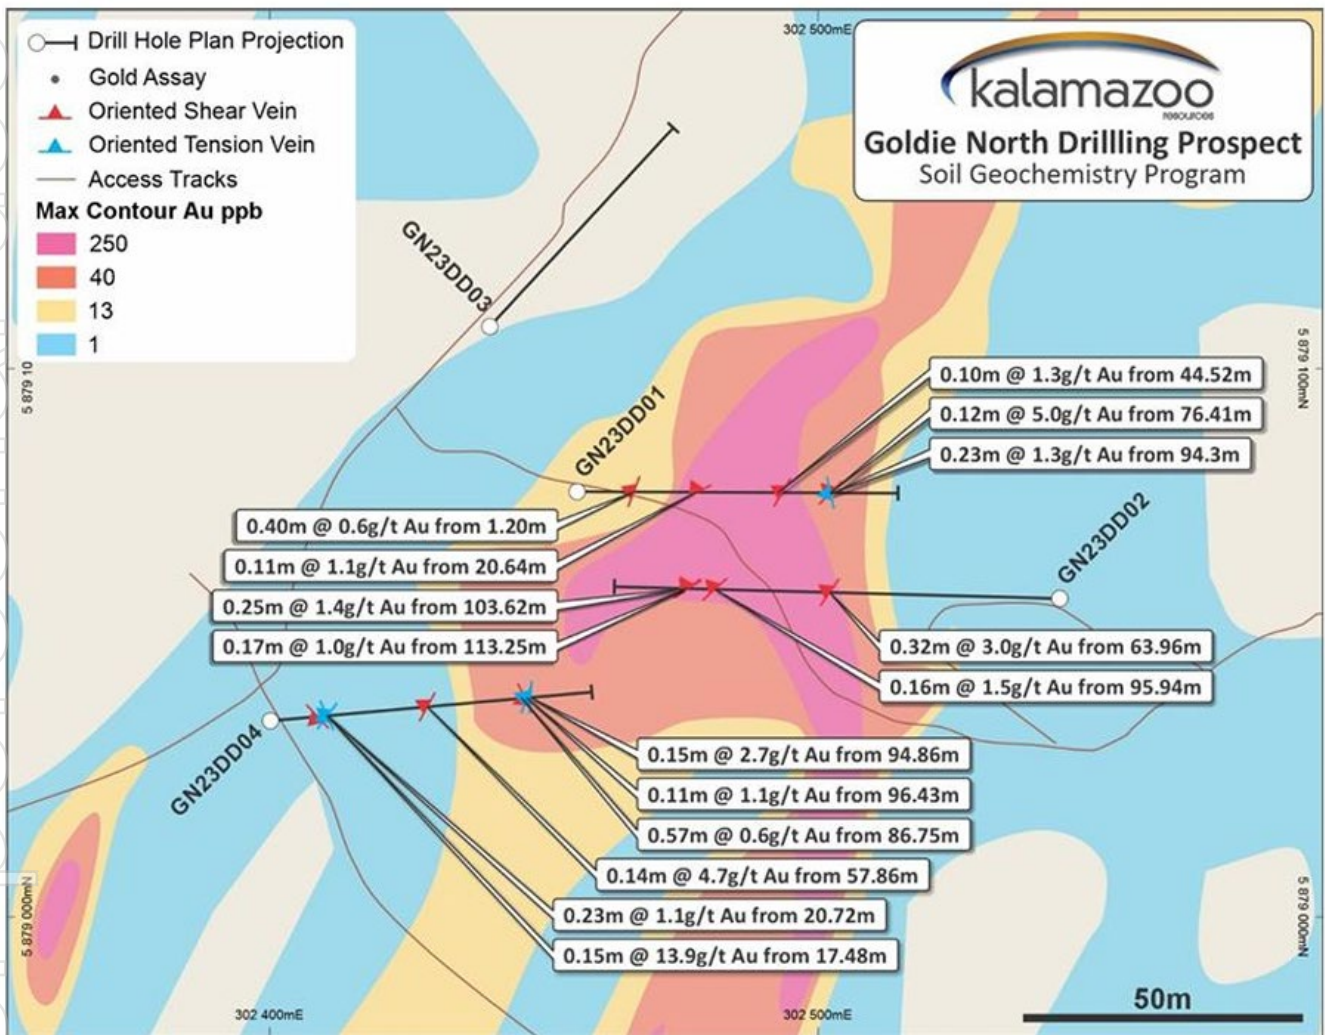 Drill Hole Plan Projection
Gold Assay
Oriented Shear Vein
Oriented Tension Vein
Access Tracks
Max Contour Au ppb
250
40
13
1
302 500mE
kalamazoo
resources
Goldie North Drillling Prospect
Soil Geochemistry Program
GN23DD03
5 879 10
5 879 100mN
0.10m @ 1.3g/t Au from 44.52m
0.12m @ 5.0g/t Au from 76.41m
0.23m @ 1.3g/t Au from 94.3m
GN23DD01
GN23DD02
0.40m @ 0.6g/t Au from 1.20m
0.11m @ 1.1g/t Au from 20.64m
0.25m @ 1.4g/t Au from 103.62m
0.17m @ 1.0g/t Au from 113.25m
0.32m @ 3.0g/t Au from 63.96m
0.16m @ 1.5g/t Au from 95.94m
GN23DD04
0.15m @ 2.7g/t Au from 94.86m
0.11m @ 1.1g/t Au from 96.43m
0.57m @ 0.6g/t Au from 86.75m
0.14m @ 4.7g/t Au from 57.86m
0.23m @ 1.1g/t Au from 20.72m
0.15m @ 13.9g/t Au from 17.48m
5 879 000mN
5 879 000mN
302 400mE
302 500mE
50m